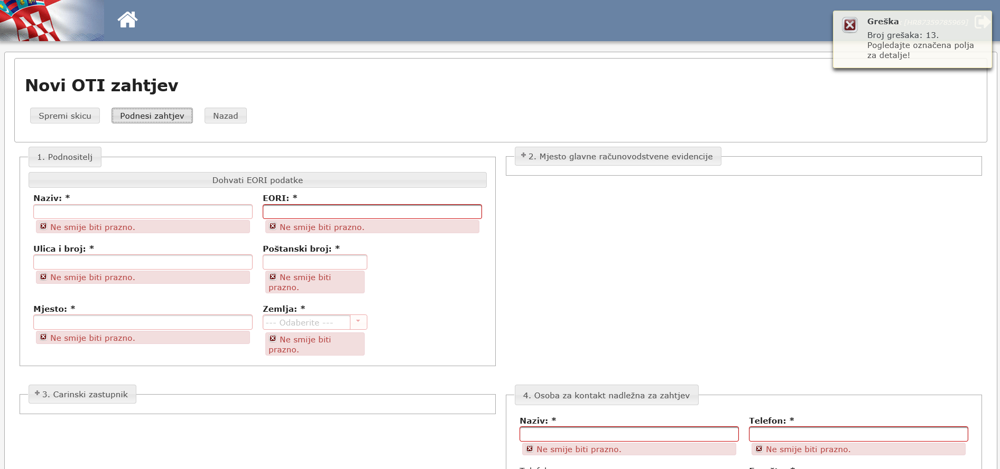 [HR87359785969]
Greška
Broj grešaka: 13.
Pogledajte označena polja
za detalje!
Novi OTI zahtjev
Spremi skicu
Podnesi zahtjev
Nazad
1. Podnositelj
Dohvati EORI podatke
Naziv: *
EORI: *
Ne smije biti prazno.
Ne smije biti prazno.
Ulica i broj: *
Poštanski broj: *
Ne smije biti prazno.
Ne smije biti
prazno.
Mjesto: *
Zemlja: *
--- Odaberite ---
Ne smije biti prazno.
Ne smije biti
prazno.
2. Mjesto glavne računovodstvene evidencije
3. Carinski zastupnik
4. Osoba za kontakt nadležna za zahtjev
Naziv: *
Telefon: *
Ne smije biti prazno.
Ne smije biti prazno.